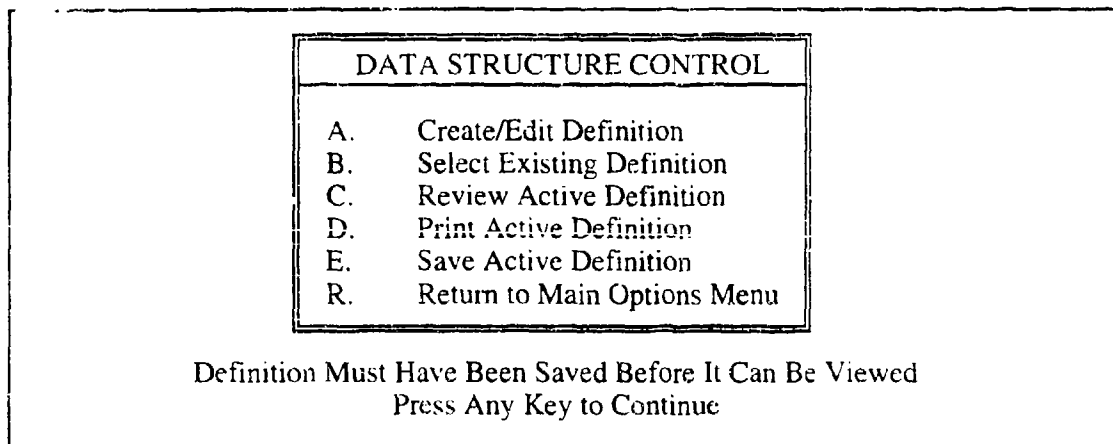 DATA STRUCTURE CONTROL
A. Create/Edit Definition
B. Select Existing Definition
C. Review Active Definition
D. Print Active Definition
E. Save Active Definition
R. Return to Main Options Menu
Definition Must Have Been Saved Before It Can Be Viewed
Press Any Key to Continue